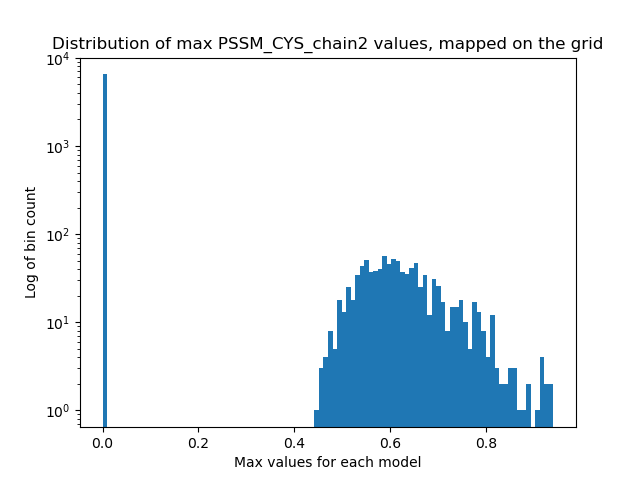 Distribution of max PSSM_CYS_chain2 values, mapped on the grid
10^4
10^3
10^2
10^1
10^0
Log of bin count
0.0 0.2 0.4 0.6 0.8
Max values for each model